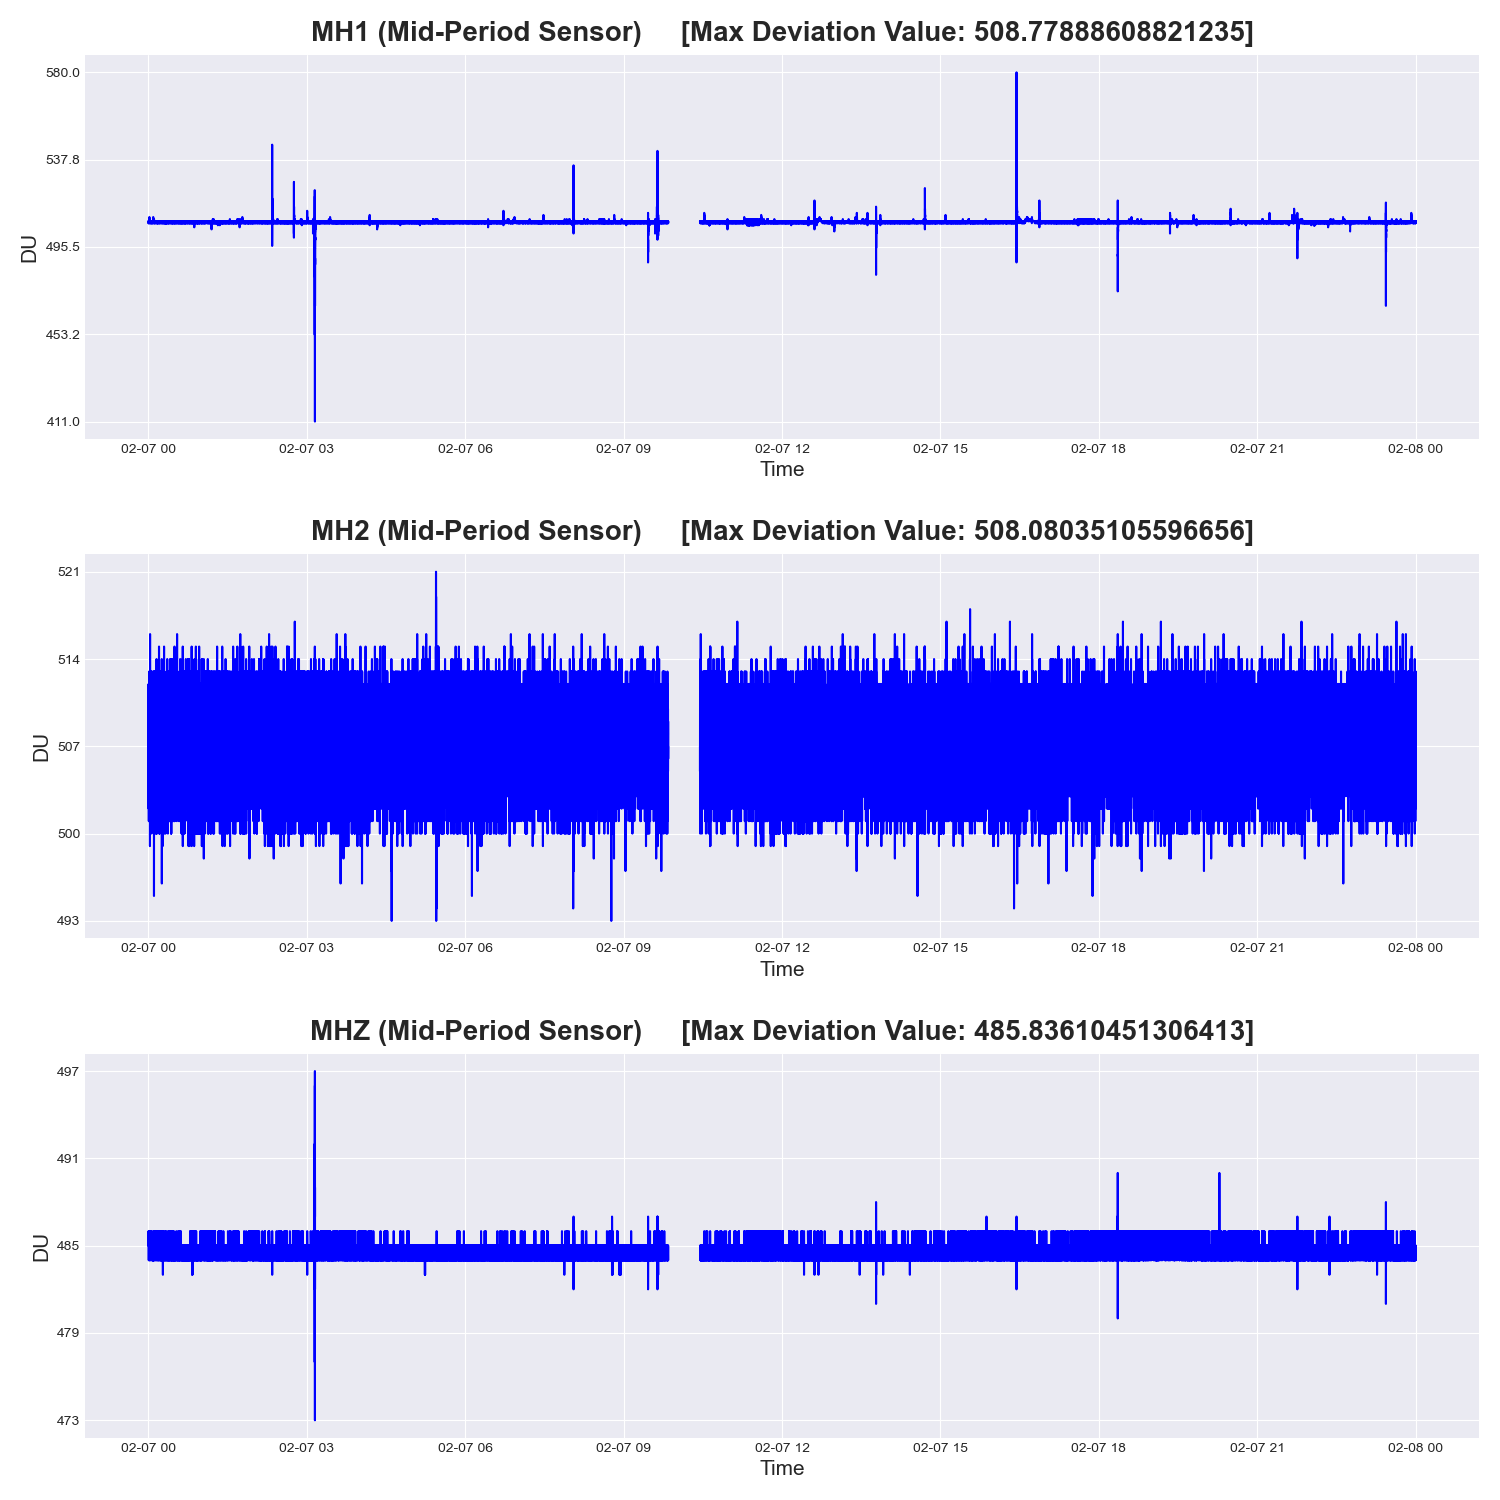 MH1 (Mid-Period Sensor) [Max Deviation Value: 508.77888608821235]
580.0
537.8
495.5
453.2
411.0
DU
02-07 00 02-07 03 02-07 06 02-07 09 02-07 12 02-07 15 02-07 18 02-07 21 02-08 00
Time
MH2 (Mid-Period Sensor) [Max Deviation Value: 508.08035105596656]
521
514
507
500
493
DU
02-07 00 02-07 03 02-07 06 02-07 09 02-07 12 02-07 15 02-07 18 02-07 21 02-08 00
Time
MHZ (Mid-Period Sensor) [Max Deviation Value: 485.83610451306413]
497
491
485
479
473
DU
02-07 00 02-07 03 02-07 06 02-07 09 02-07 12 02-07 15 02-07 18 02-07 21 02-08 00
Time